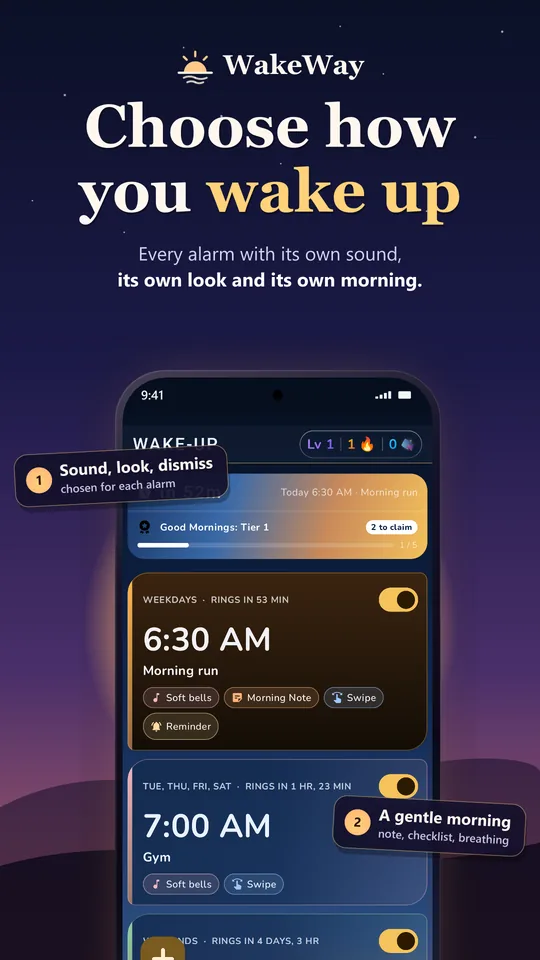 WakeWay
Choose how
you wake up
Every alarm with its own sound,
its own look and its own morning.
9:41
WAKE-UP
Lv 1 | 1 🔥 | 0
1
Sound, look, dismiss
chosen for each alarm
52m
Today 6:30 AM · Morning run
Good Mornings: Tier 1
2 to claim
1 / 5
WEEKDAYS · RINGS IN 53 MIN
6:30 AM
Morning run
Soft bells
Morning Note
Swipe
Reminder
TUE, THU, FRI, SAT · RINGS IN 1 HR, 23 MIN
7:00 AM
2
A gentle morning
note, checklist, breathing
Gym
Soft bells
Swipe
RINGS IN 4 DAYS, 3 HR
+